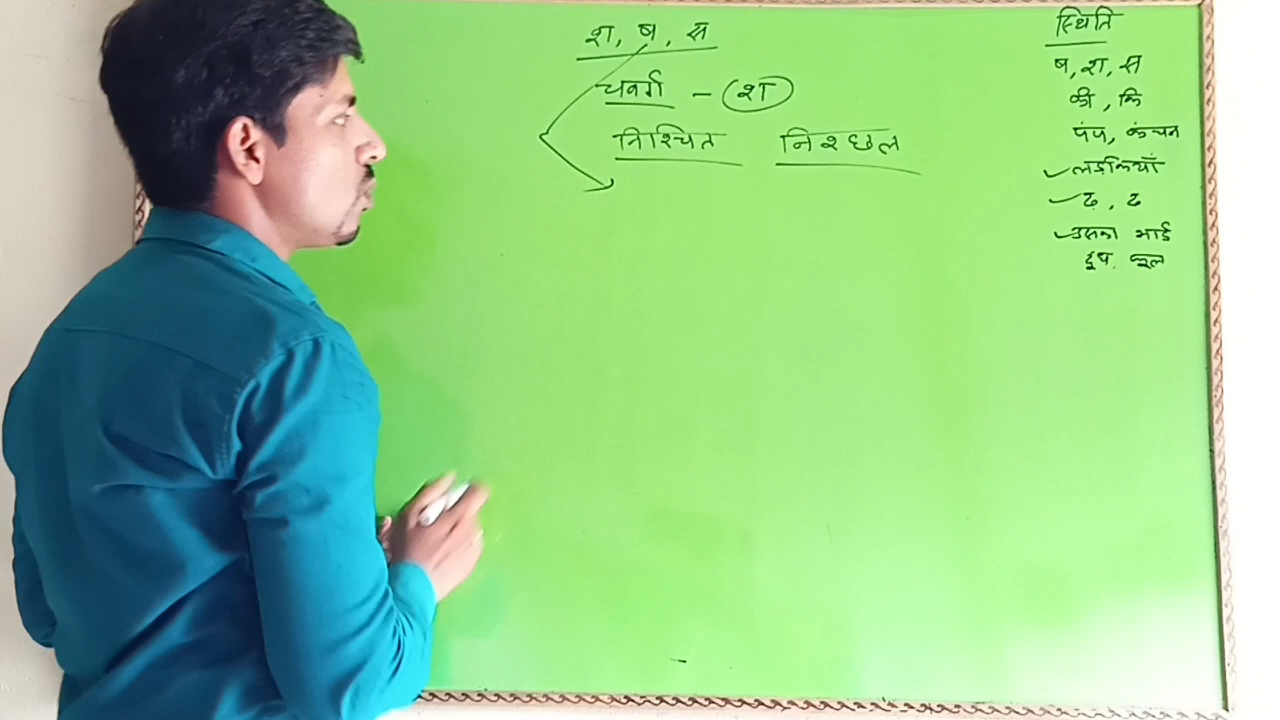 श, ष, स
चवर्ग - श
निश्चित निश्छल
स्थिति
ष, श, स
की, कि
पंप, कंचन
लड़कियाँ
ढ़, ढ
उसका भाई
दूध. फूल